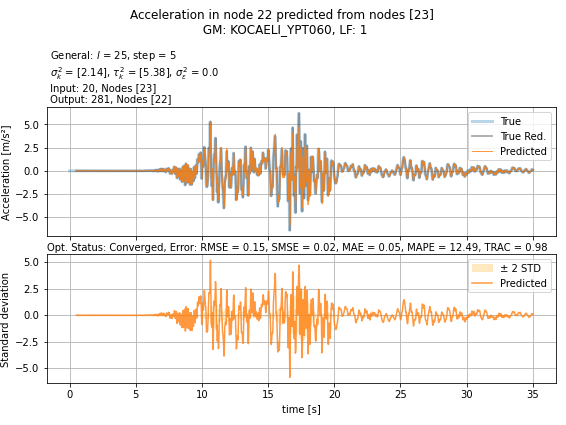 Acceleration in node 22 predicted from nodes [23]
GM: KOCAELI_YPT060, LF: 1
General: l = 25, step = 5
σ²ₖ = [2.14], τ²ₖ = [5.38], σ²ε = 0.0
Input: 20, Nodes [23]
Output: 281, Nodes [22]
Acceleration [m/s²]
5.0
2.5
0.0
−2.5
−5.0
True
True Red.
Predicted
Opt. Status: Converged, Error: RMSE = 0.15, SMSE = 0.02, MAE = 0.05, MAPE = 12.49, TRAC = 0.98
Standard deviation
5.0
2.5
0.0
−2.5
−5.0
± 2 STD
Predicted
0 5 10 15 20 25 30 35
time [s]